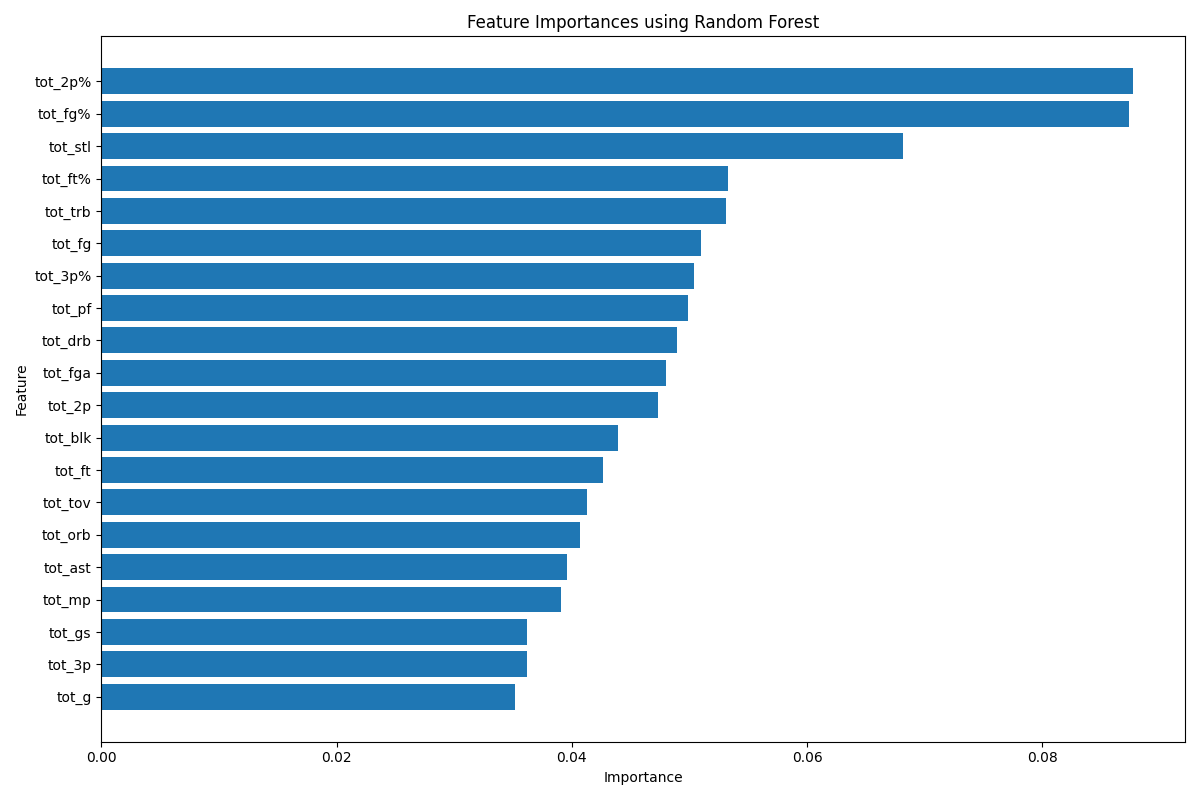 Feature Importances using Random Forest
tot_2p%
tot_fg%
tot_stl
tot_ft%
tot_trb
tot_fg
tot_3p%
tot_pf
tot_drb
tot_fga
tot_2p
tot_blk
tot_ft
tot_tov
tot_orb
tot_ast
tot_mp
tot_gs
tot_3p
tot_g
Feature
0.00 0.02 0.04 0.06 0.08
Importance